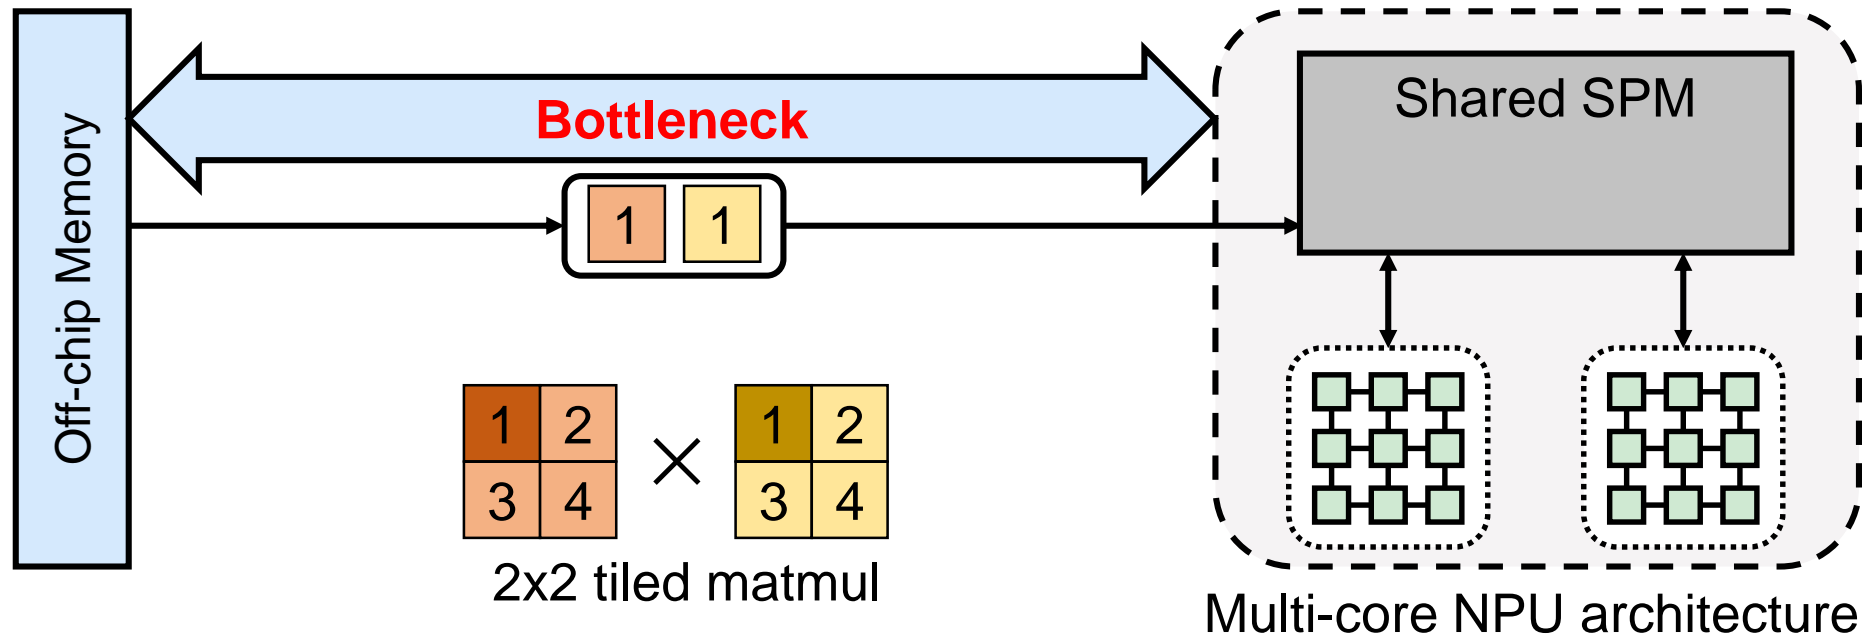 Off-chip Memory
Bottleneck
Shared SPM
1 1
1 2 1 2
3 4 × 3 4
2x2 tiled matmul
Multi-core NPU architecture